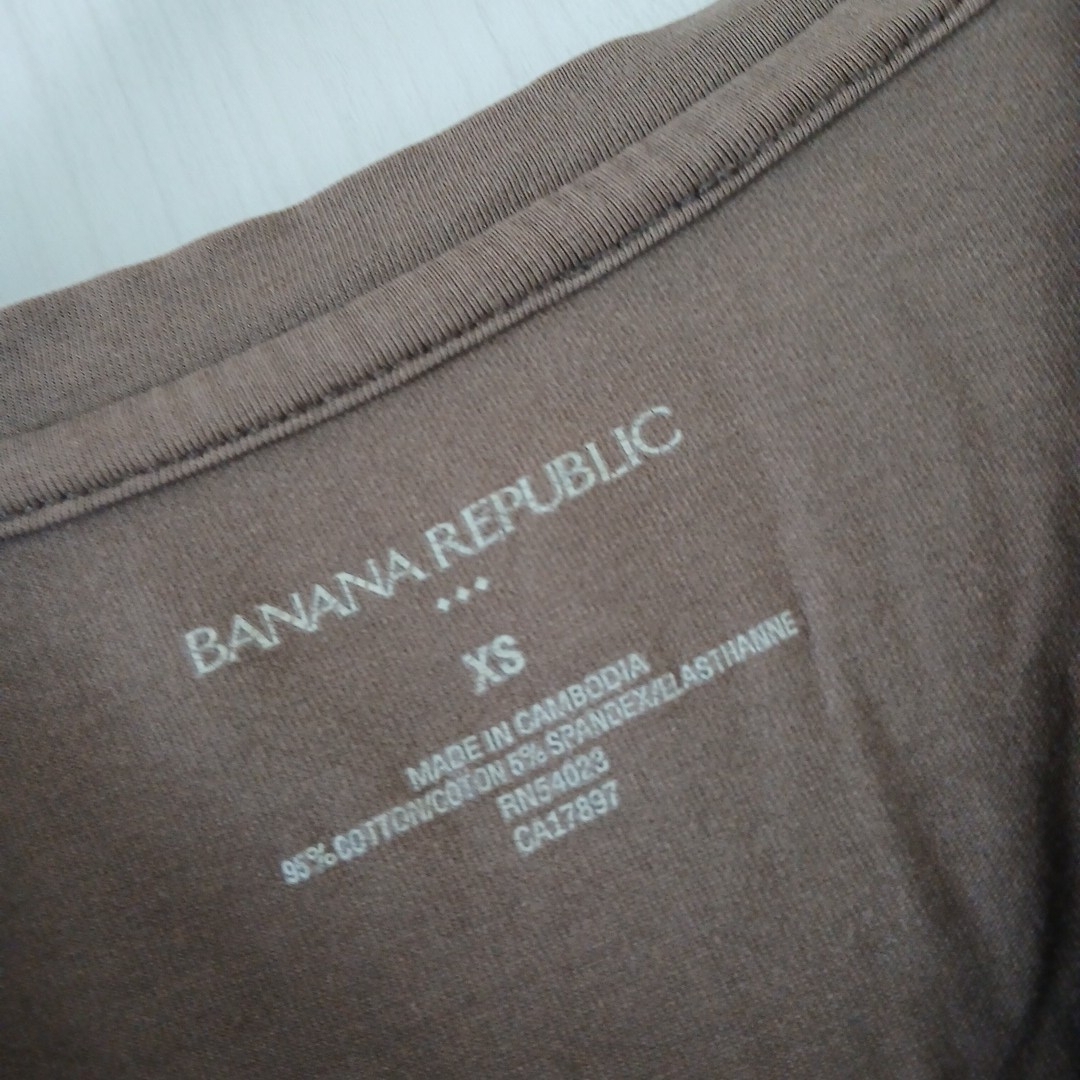 BANANA REPUBLIC
XS
MADE IN CAMBODIA
95% COTTON/COTON 5% SPANDEX/ELASTHANNE
RN54023
CA17897